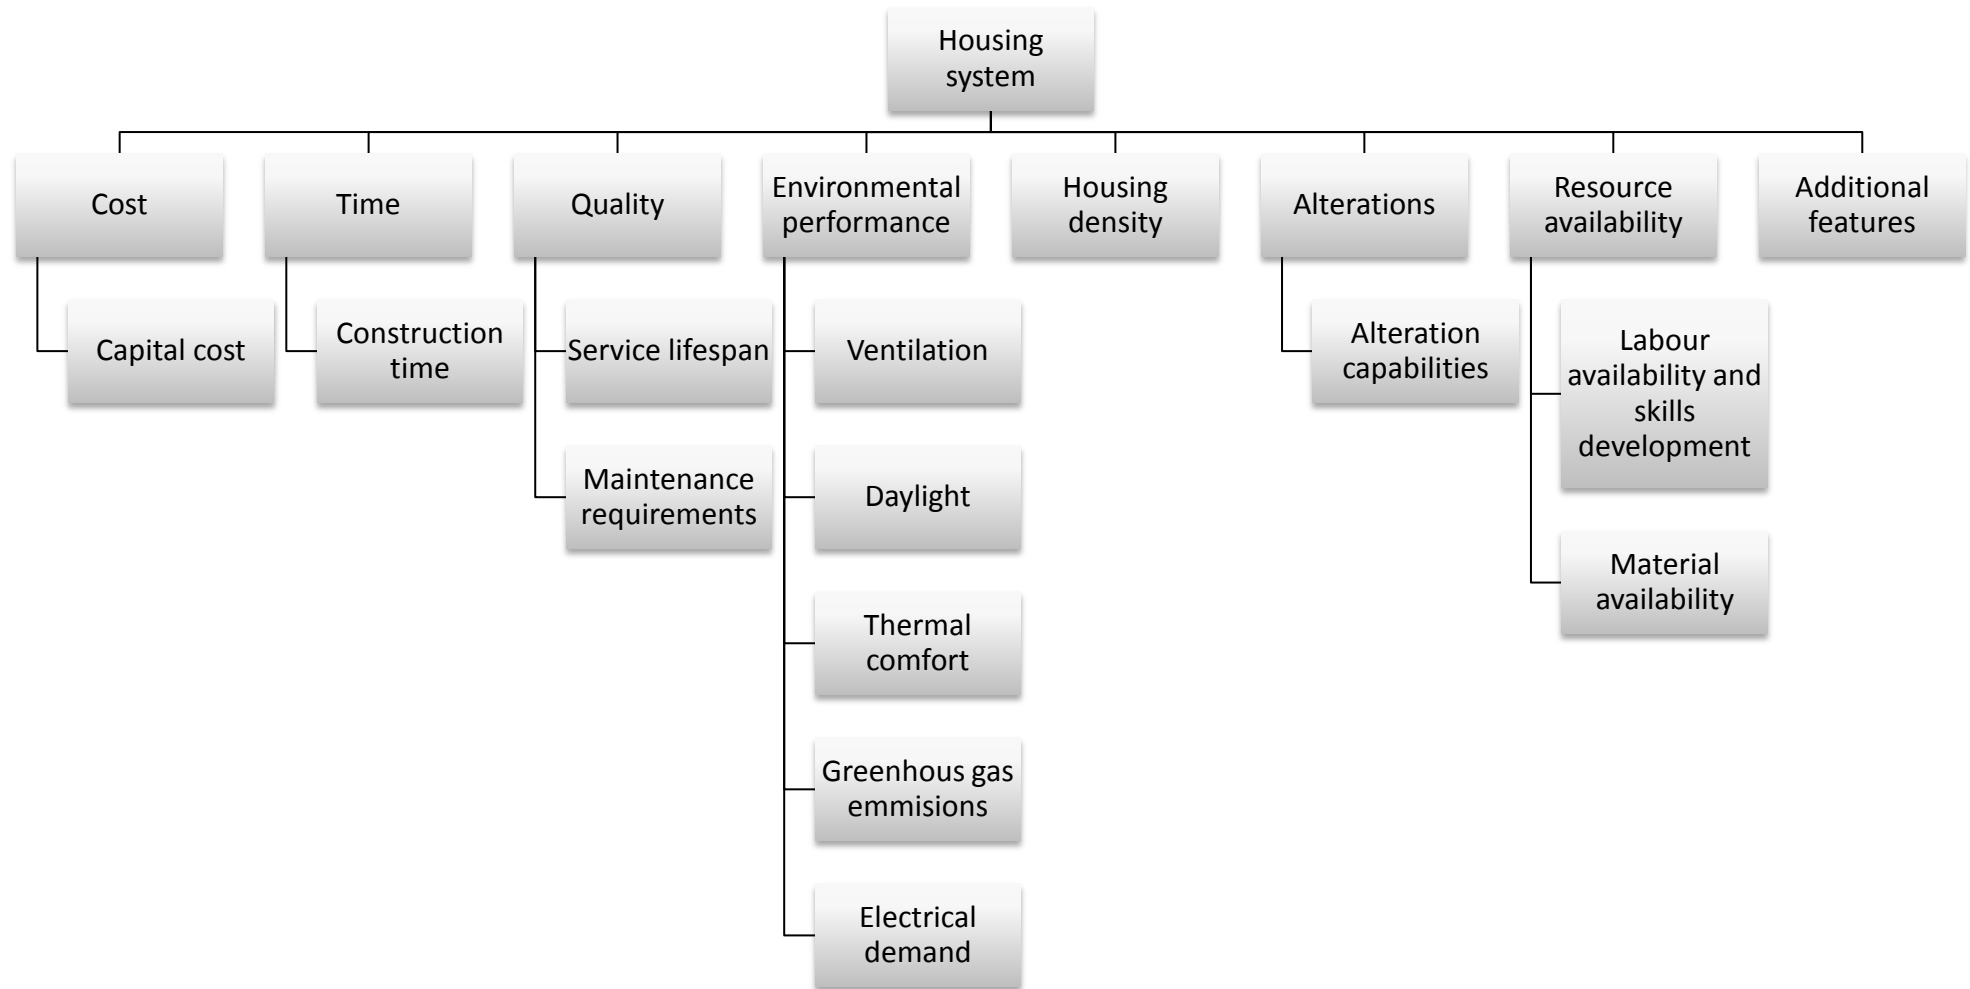 Housing
system
Cost
Time
Quality
Environmental
performance
Housing
density
Alterations
Resource
availability
Additional
features
Capital cost
Construction
time
Service lifespan
Maintenance
requirements
Ventilation
Daylight
Thermal
comfort
Greenhous gas
emmisions
Electrical
demand
Alteration
capabilities
Labour
availability and
skills
development
Material
availability